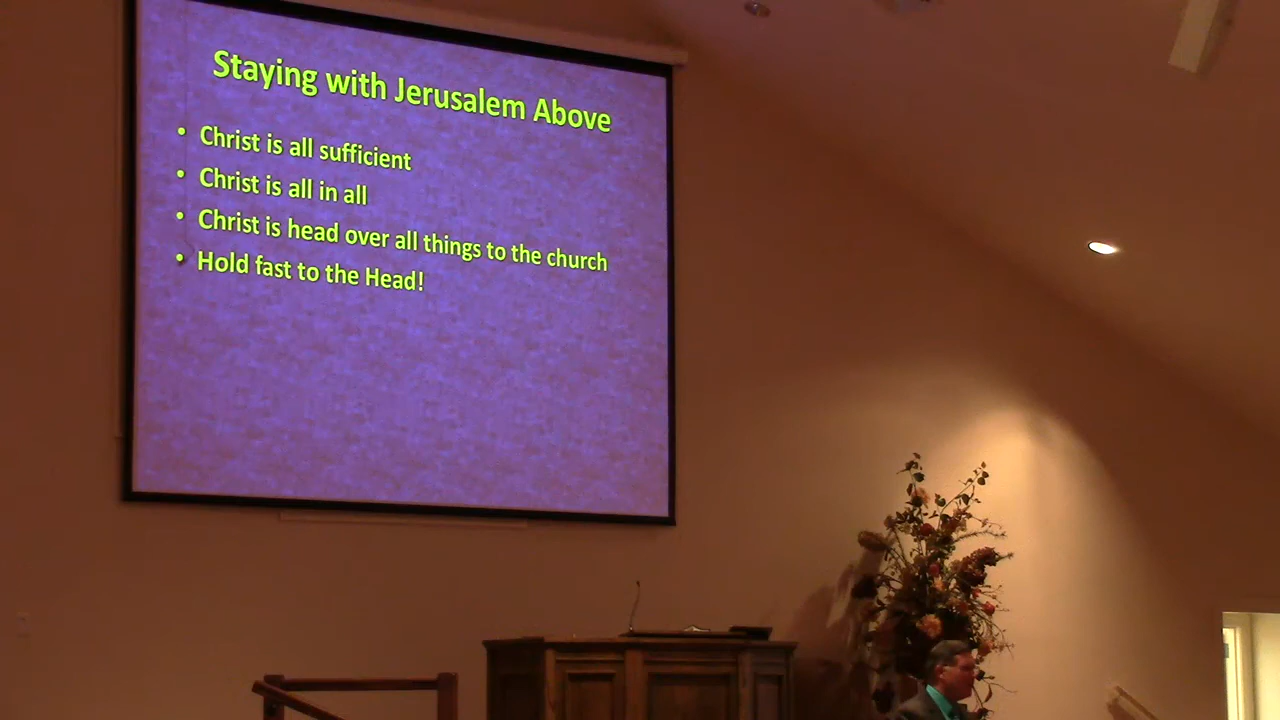 Staying with Jerusalem Above
• Christ is all sufficient
• Christ is all in all
• Christ is head over all things to the church
• Hold fast to the Head!